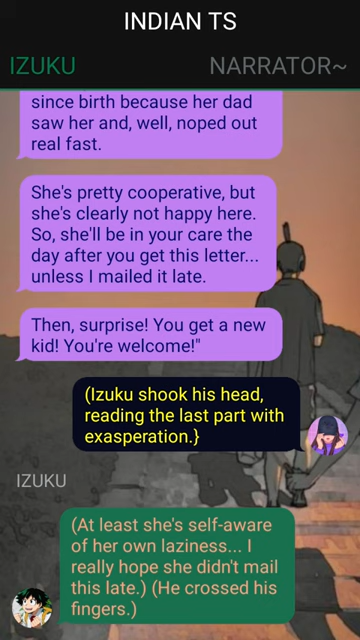 INDIAN TS
IZUKU
NARRATOR~
since birth because her dad
saw her and, well, noped out
real fast.
She's pretty cooperative, but
she's clearly not happy here.
So, she'll be in your care the
day after you get this letter...
unless I mailed it late.
Then, surprise! You get a new
kid! You're welcome!"
(Izuku shook his head,
reading the last part with
exasperation.}
IZUKU
(At least she's self-aware
of her own laziness... I
really hope she didn't mail
this late.) (He crossed his
fingers.)